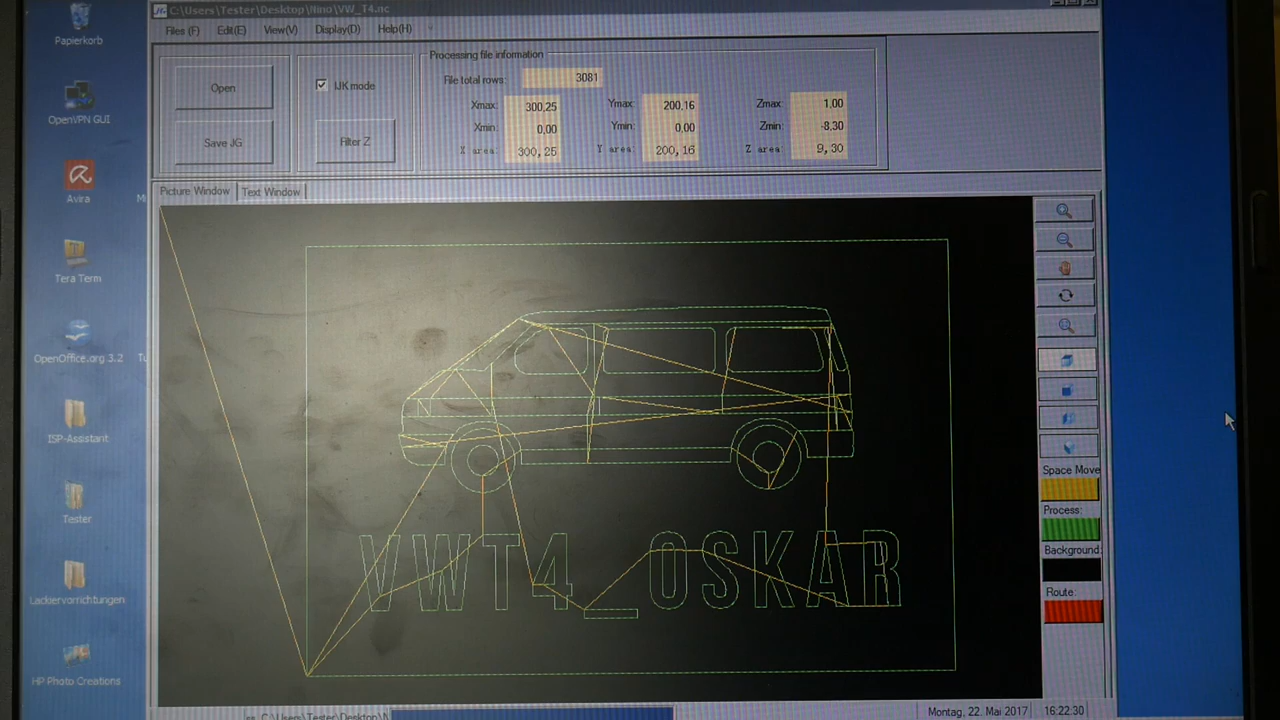 C:\Users\Tester\Desktop\Nino\VW_T4.nc
Files (F) Edit(E) View(V) Display(D) Help(H)
Open
Save JG
IJK mode
Filter Z
Processing file information
File total rows: 3081
Xmax: 300,25 Ymax: 200,16 Zmax: 1,00
Xmin: 0,00 Ymin: 0,00 Zmin: -8,30
X area: 300,25 Y area: 200,16 Z area: 9,30
Picture Window Text Window
VWT4_OSKAR
Space Move
Process:
Background:
Route:
Papierkorb
OpenVPN GUI
Avira
Tera Term
OpenOffice.org 3.2
ISP-Assistant
Tester
Lackiervorrichtungen
HP Photo Creations
C:\Users\Tester\Desktop\
Montag, 22. Mai 2017 16:22:30